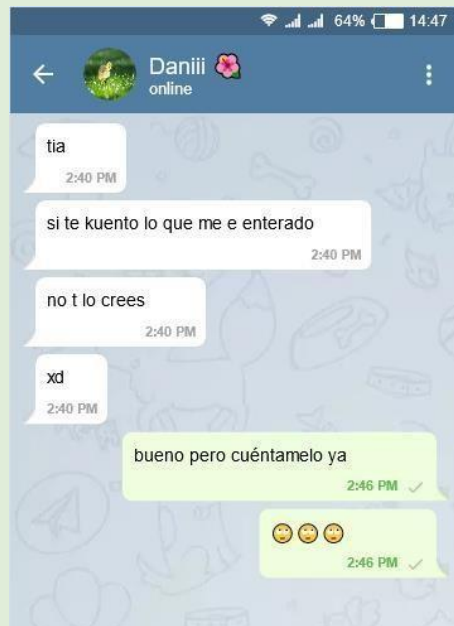 64% 14:47
Daniii 🌺
online
tia
2:40 PM
si te kuento lo que me e enterado
2:40 PM
no t lo crees
2:40 PM
xd
2:40 PM
bueno pero cuéntamelo ya
2:46 PM
🙄🙄🙄
2:46 PM